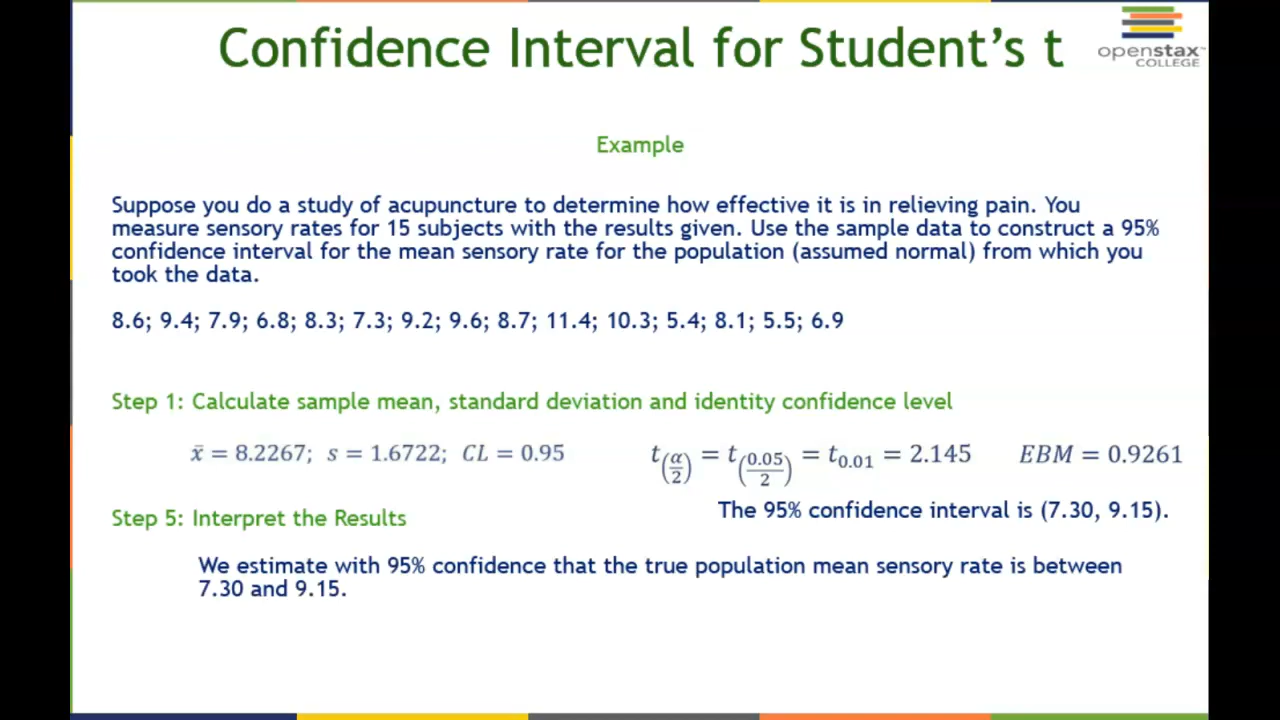 Confidence Interval for Student's t
openstax™
COLLEGE
Example
Suppose you do a study of acupuncture to determine how effective it is in relieving pain. You
measure sensory rates for 15 subjects with the results given. Use the sample data to construct a 95%
confidence interval for the mean sensory rate for the population (assumed normal) from which you
took the data.
8.6; 9.4; 7.9; 6.8; 8.3; 7.3; 9.2; 9.6; 8.7; 11.4; 10.3; 5.4; 8.1; 5.5; 6.9
Step 1: Calculate sample mean, standard deviation and identity confidence level
x̄ = 8.2267; s = 1.6722; CL = 0.95
t_(α/2) = t_(0.05/2) = t_0.01 = 2.145
EBM = 0.9261
The 95% confidence interval is (7.30, 9.15).
Step 5: Interpret the Results
We estimate with 95% confidence that the true population mean sensory rate is between
7.30 and 9.15.